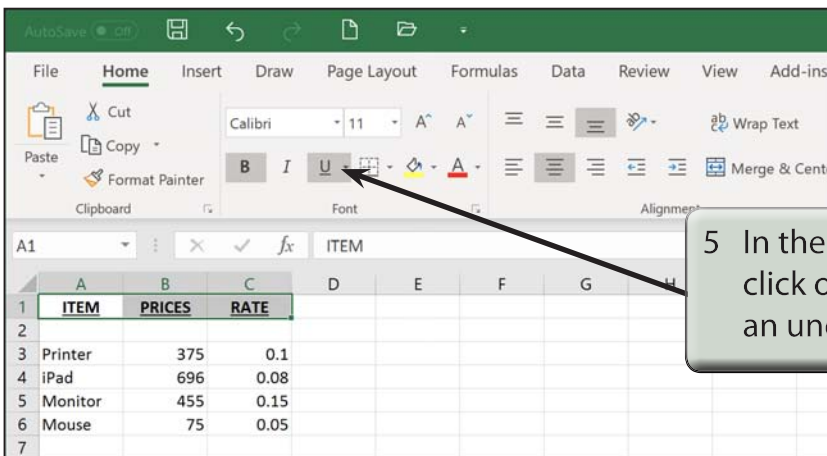 AutoSave Off
File Home Insert Draw Page Layout Formulas Data Review View Add-ins
Cut
Copy
Format Painter
Paste
Clipboard
Calibri 11 A^ A˅
B I U A
Font
ab Wrap Text
Merge &
Alignment
A1 fx ITEM
A B C D E F G H
1 ITEM PRICES RATE
2
3 Printer 375 0.1
4 iPad 696 0.08
5 Monitor 455 0.15
6 Mouse 75 0.05
7
5 In the
click
an